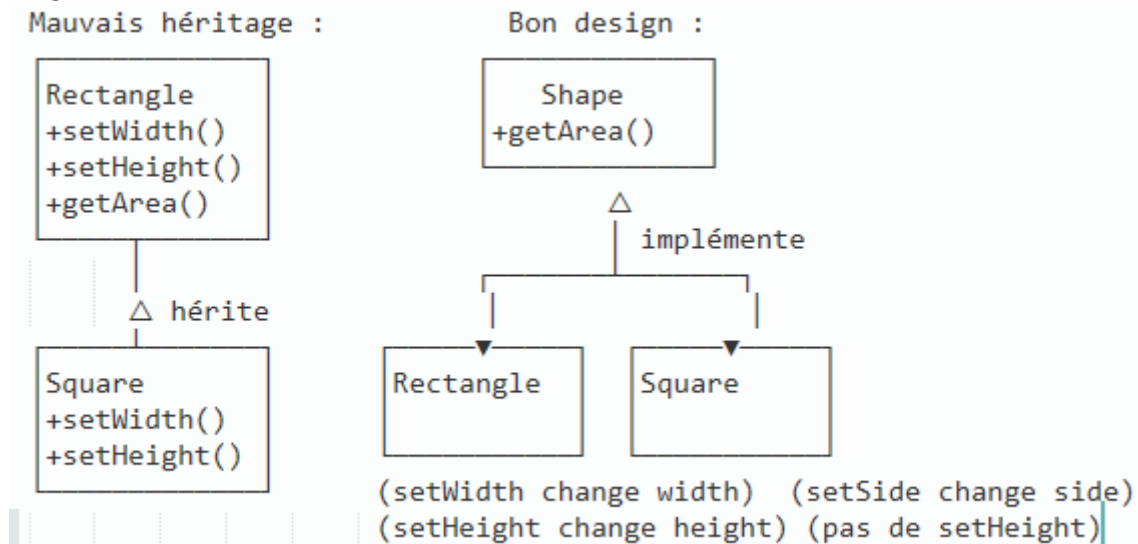 Mauvais héritage :
Bon design :
Rectangle
+setWidth()
+setHeight()
+getArea()
hérite
Square
+setWidth()
+setHeight()
Shape
+getArea()
implémente
Rectangle
Square
(setWidth change width) (setSide change side)
(setHeight change height) (pas de setHeight)